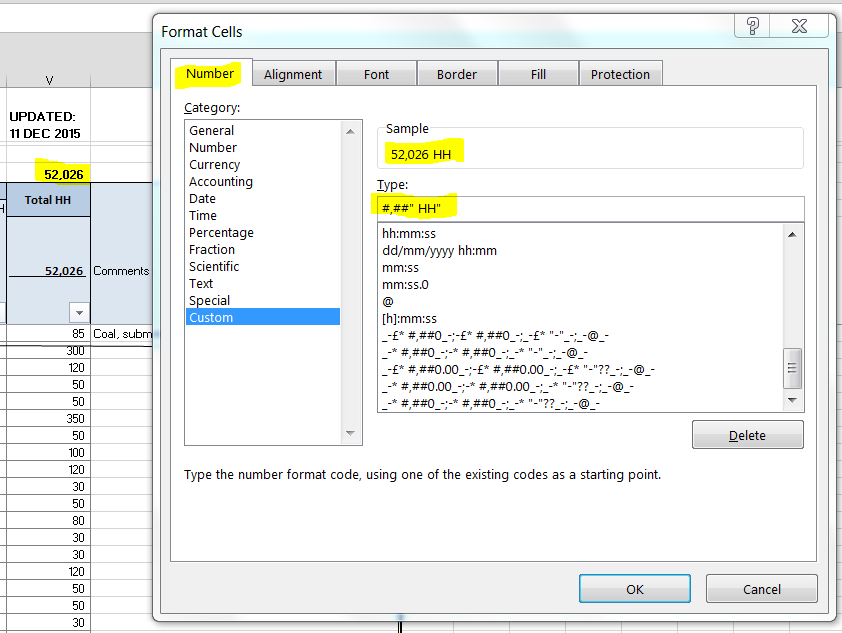 Format Cells
V
UPDATED:
11 DEC 2015
52,026
Total HH
52,026
Comments
85
Coal, subm
300
120
50
50
350
50
100
120
30
50
80
30
30
120
50
50
30
Number
Alignment
Font
Border
Fill
Protection
Category:
General
Number
Currency
Accounting
Date
Time
Percentage
Fraction
Scientific
Text
Special
Custom
Sample
52,026 HH
Type:
#,##" HH"
hh:mm:ss
dd/mm/yyyy hh:mm
mm:ss
mm:ss.0
@
[h]:mm:ss
_-£* #,##0_-;-£* #,##0_-;_-£* "-"_-;_-@_-
_-* #,##0_-;-* #,##0_-;_-* "-"_-;_-@_-
_-£* #,##0.00_-;-£* #,##0.00_-;_-£* "-"??_-;_-@_-
_-* #,##0.00_-;-* #,##0.00_-;_-* "-"??_-;_-@_-
_-* #,##0_-;-* #,##0_-;_-* "-"??_-;_-@_-
Delete
Type the number format code, using one of the existing codes as a starting point.
OK
Cancel